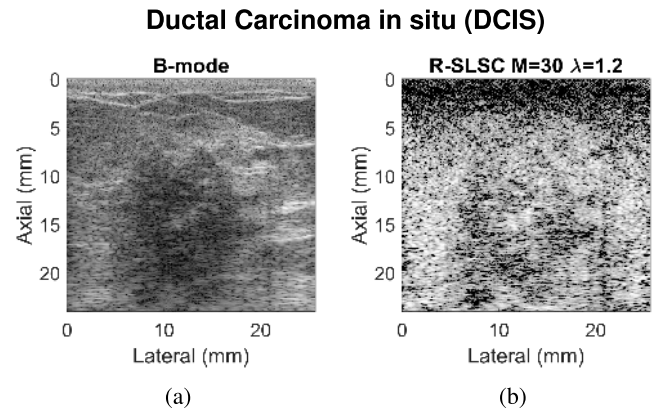 Ductal Carcinoma in situ (DCIS)
B-mode
R-SLSC M=30 λ=1.2
0
5
10
15
20
Axial (mm)
0
10
20
Lateral (mm)
0
5
10
15
20
Axial (mm)
0
10
20
Lateral (mm)
(a)
(b)